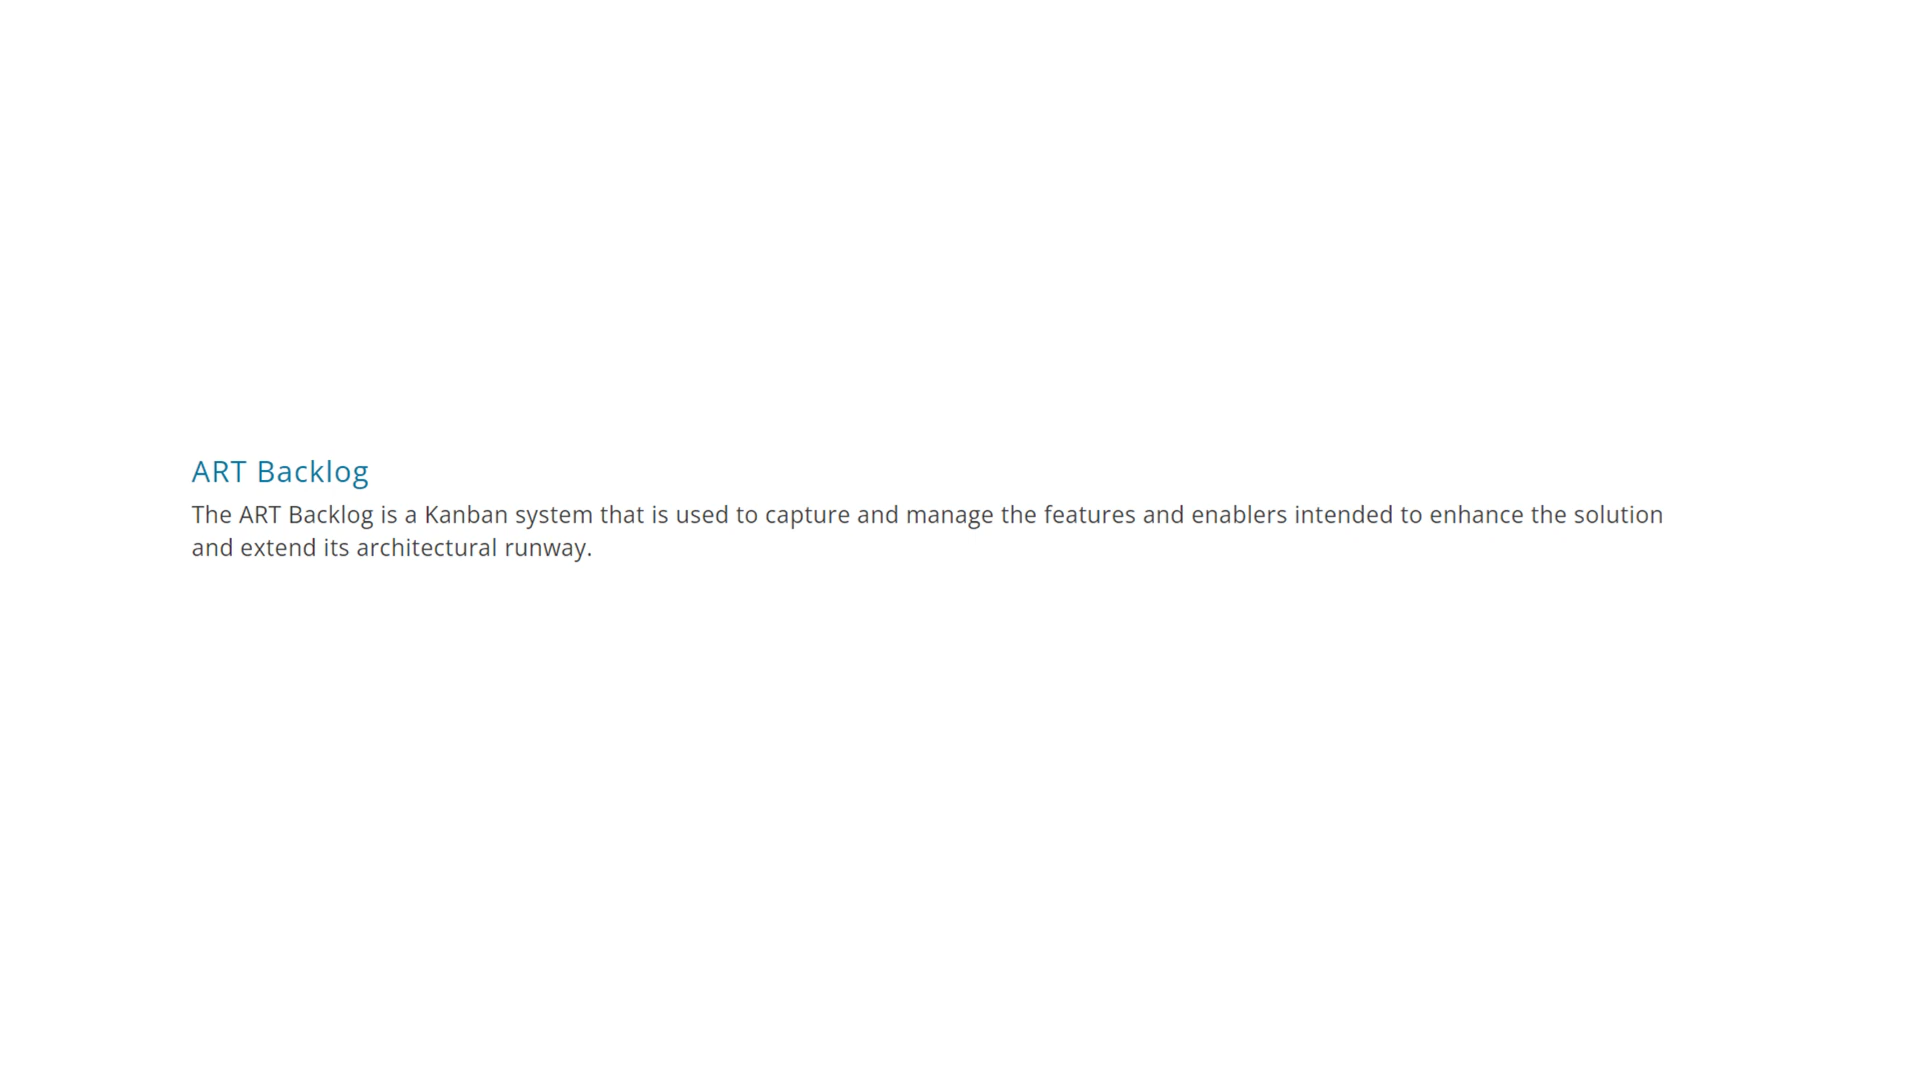 ART Backlog
The ART Backlog is a Kanban system that is used to capture and manage the features and enablers intended to enhance the solution
and extend its architectural runway.